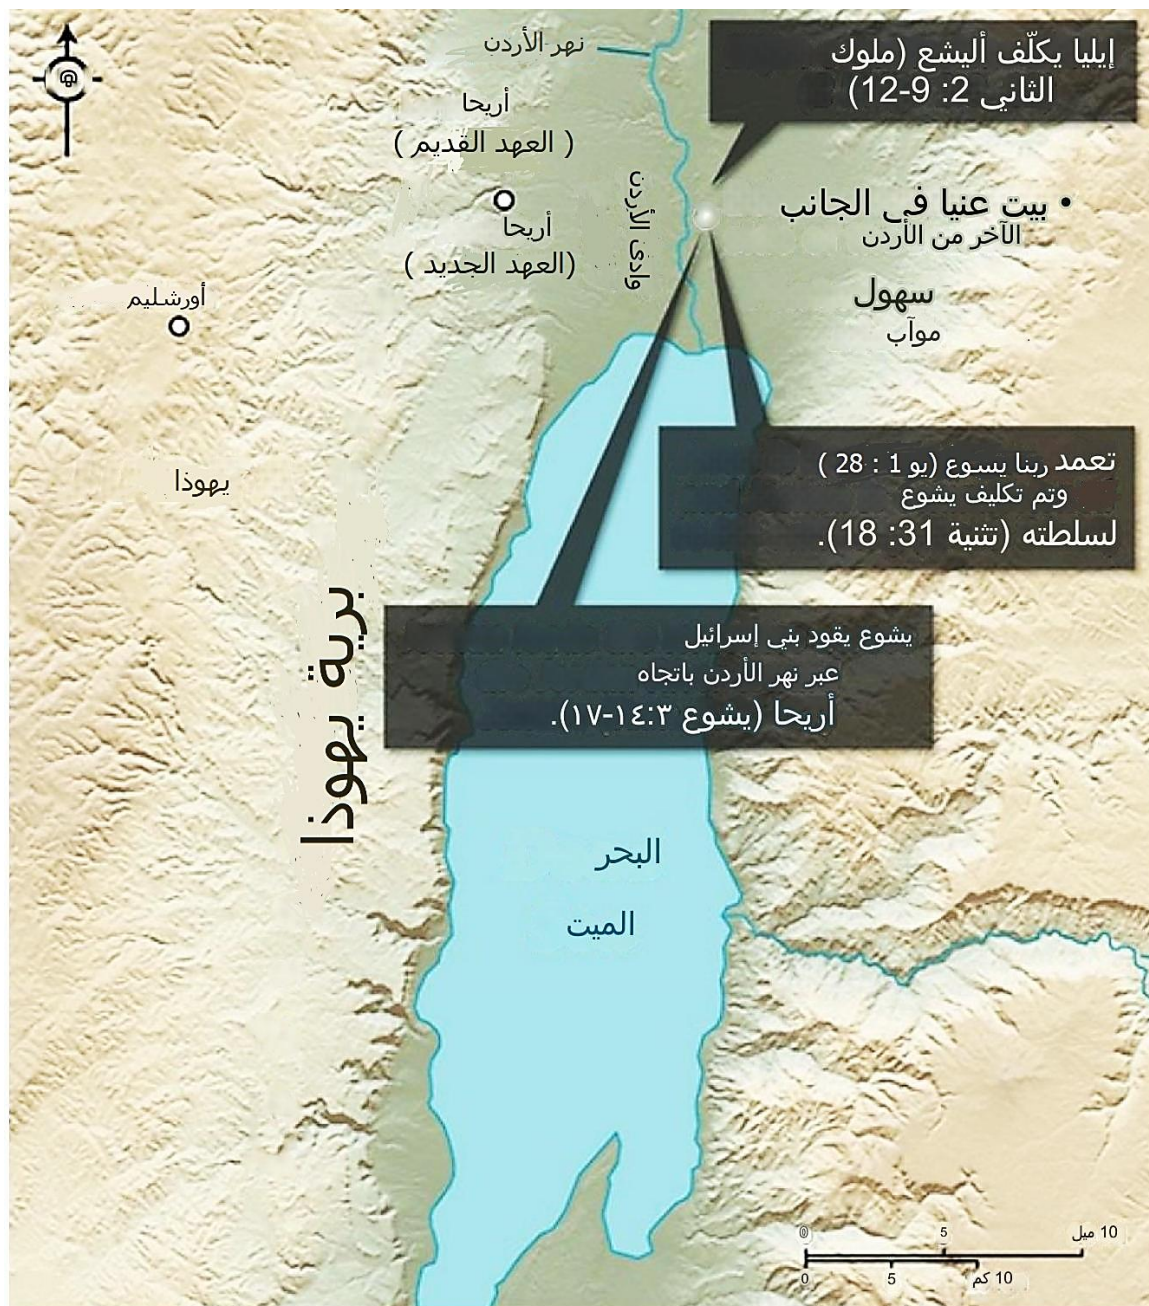 نهر الأردن
إيليا يكلّف أليشع (ملوك
الثاني 2: 9-12)
أريحا
( العهد القديم )
أريحا
(العهد الجديد )
وادى الأردن
• بيت عنيا فى الجانب
الآخر من الأردن
سهول
موآب
أورشليم
يهوذا
تعمد ربنا يسوع (يو 1 : 28 )
وتم تكليف يشوع
لسلطته (تثنية 31: 18).
برية يهوذا
يشوع يقود بني إسرائيل
عبر نهر الأردن باتجاه
أريحا (يشوع ٣:١٤-١٧).
البحر
الميت
0 5 10 ميل
0 5 10 كم